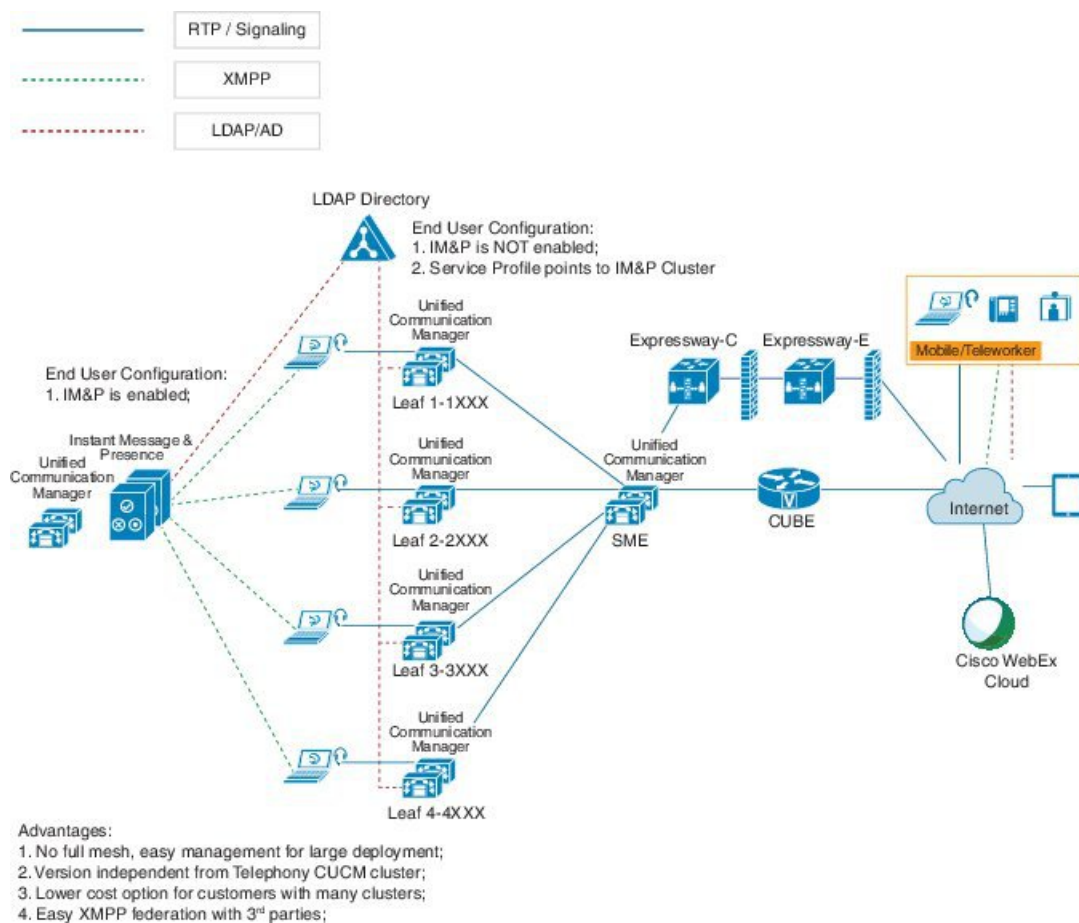 RTP / Signaling
XMPP
LDAP/AD
LDAP Directory
End User Configuration:
1. IM&P is NOT enabled;
2. Service Profile points to IM&P Cluster
Unified
Communication
Manager
Leaf 1-1XXX
Expressway-C
Expressway-E
Mobile/Teleworker
End User Configuration:
1. IM&P is enabled;
Instant Message &
Presence
Unified
Communication
Manager
Unified
Communication
Manager
Leaf 2-2XXX
Unified
Communication
Manager
SME
CUBE
Internet
Unified
Communication
Manager
Leaf 3-3XXX
Cisco WebEx
Cloud
Unified
Communication
Manager
Leaf 4-4XXX
Advantages:
1. No full mesh, easy management for large deployment;
2. Version independent from Telephony CUCM cluster;
3. Lower cost option for customers with many clusters;
4. Easy XMPP federation with 3rd parties;